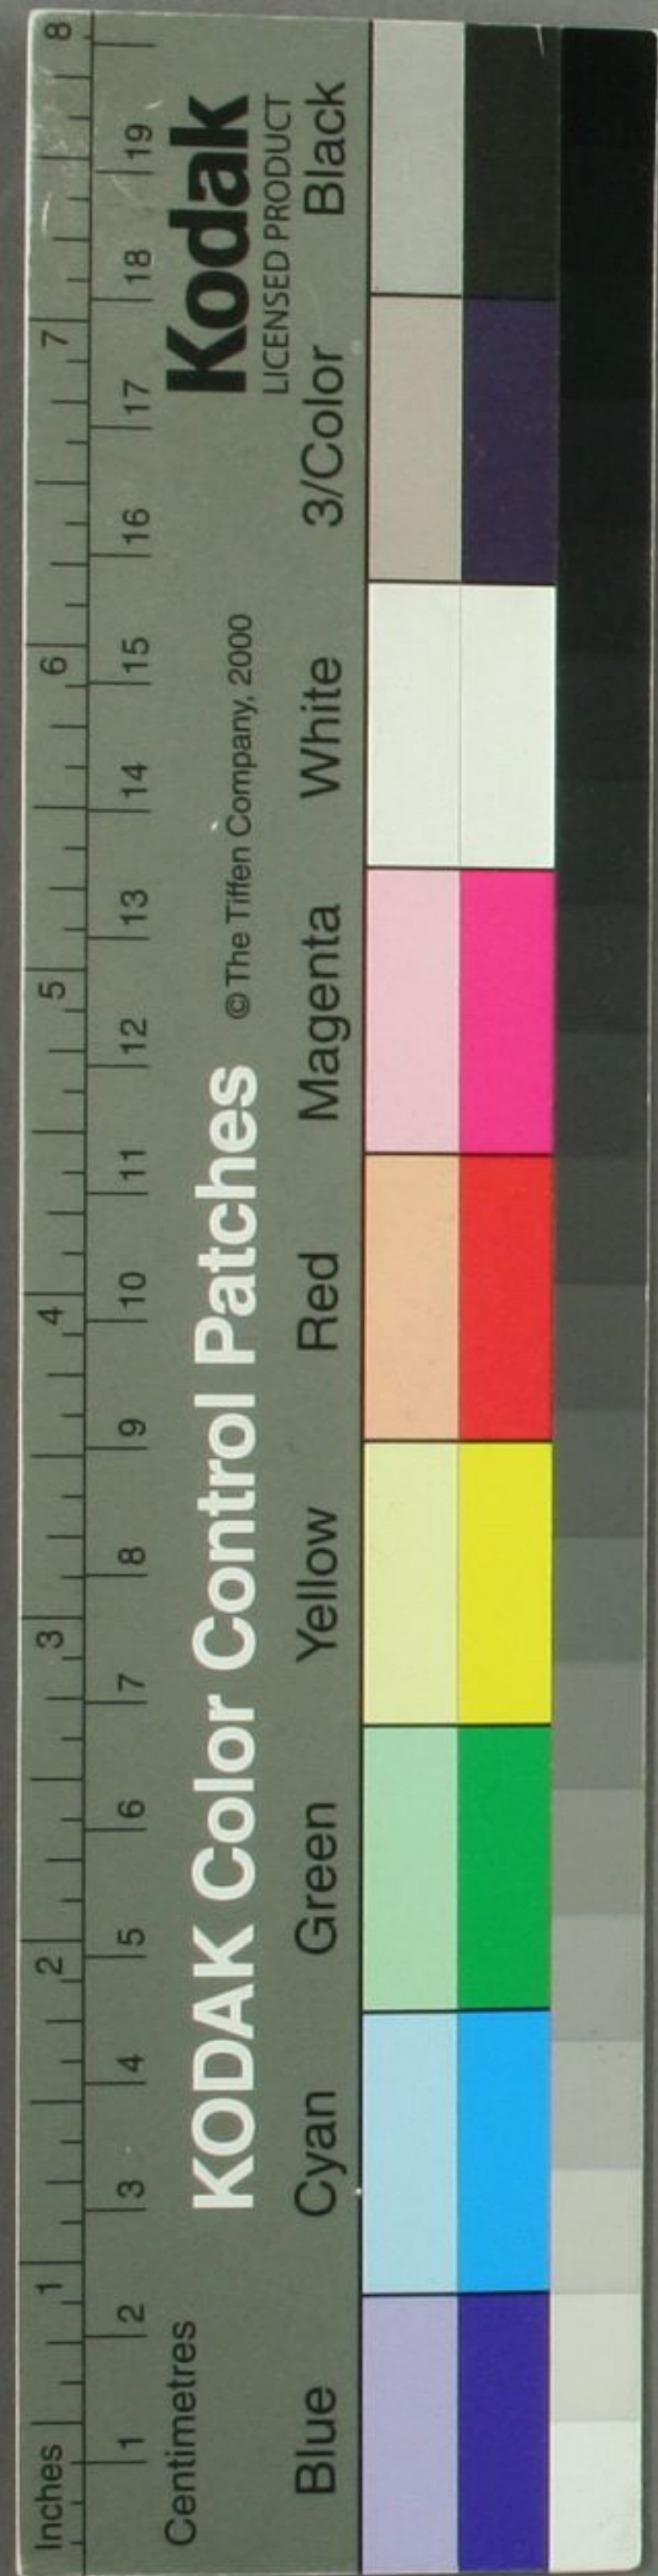 Inches 1 2 3 4 5 6 7 8
1 2 3 4 5 6 7 8 9 10 11 12 13 14 15 16 17 18 19
Centimetres
KODAK Color Control Patches © The Tiffen Company, 2000 Kodak
LICENSED PRODUCT
Blue Cyan Green Yellow Red Magenta White 3/Color Black